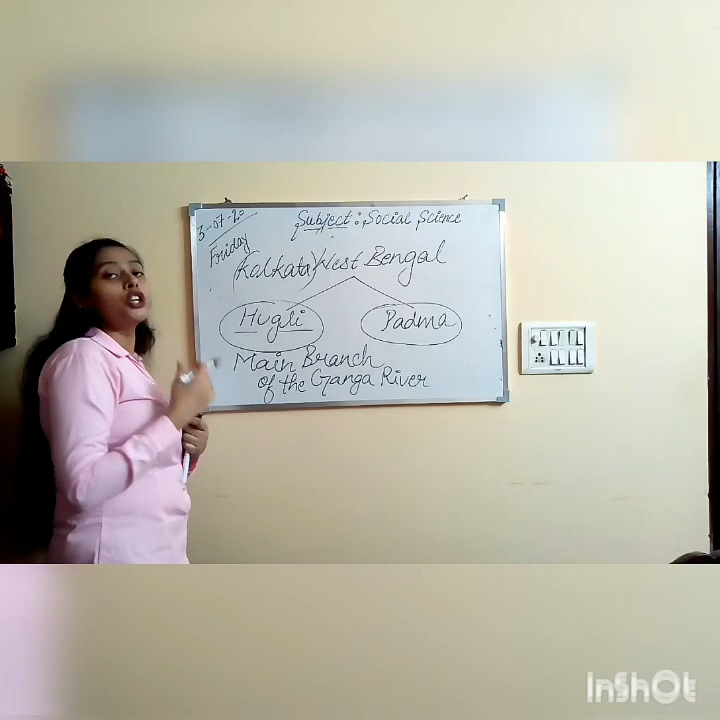 3-07-20
Friday
Subject : Social Science
(Kolkata) West Bengal
Hugli
Padma
Main Branch
of the Ganga River
InShOt